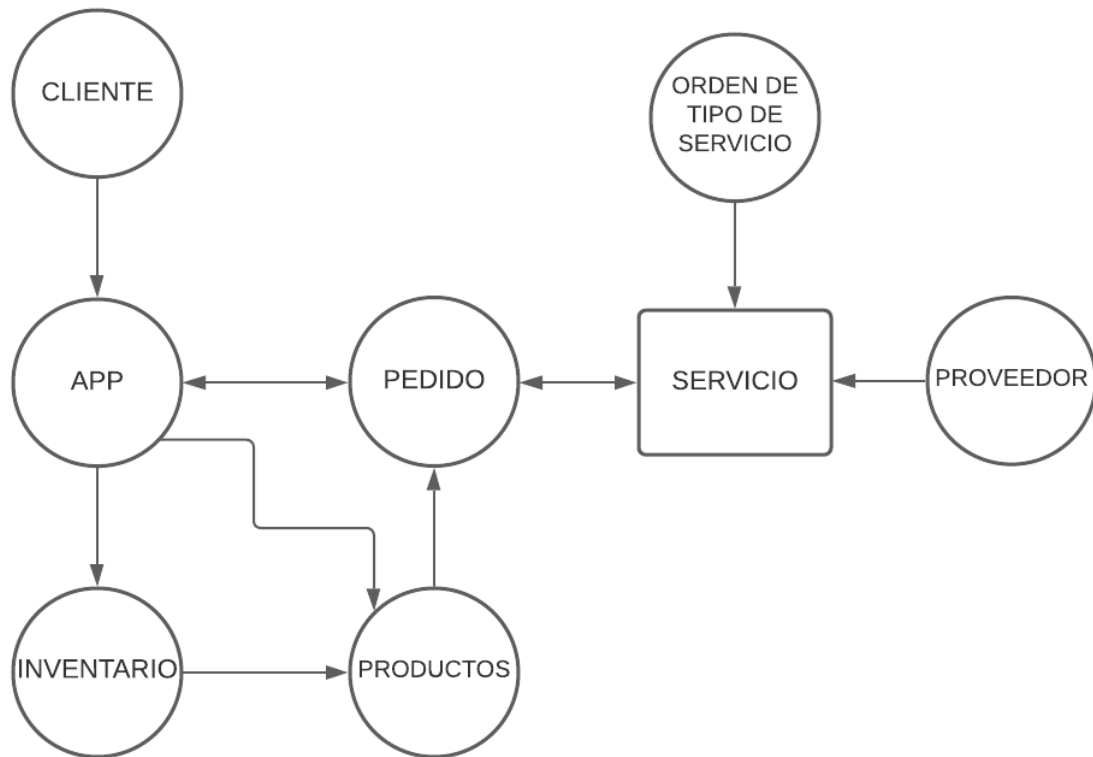 CLIENTE
ORDEN DE
TIPO DE
SERVICIO
APP
PEDIDO
SERVICIO
PROVEEDOR
INVENTARIO
PRODUCTOS